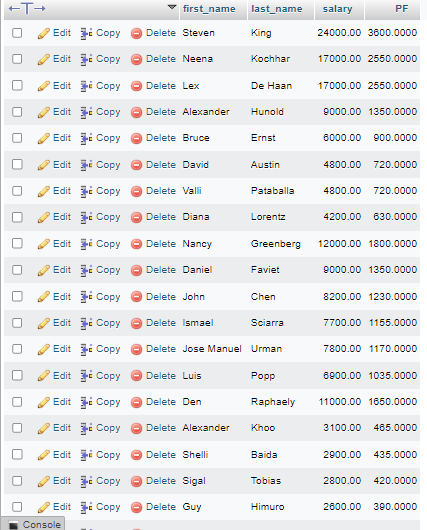 ←T→ first_name last_name salary PF
Edit Copy Delete Steven King 24000.00 3600.0000
Edit Copy Delete Neena Kochhar 17000.00 2550.0000
Edit Copy Delete Lex De Haan 17000.00 2550.0000
Edit Copy Delete Alexander Hunold 9000.00 1350.0000
Edit Copy Delete Bruce Ernst 6000.00 900.0000
Edit Copy Delete David Austin 4800.00 720.0000
Edit Copy Delete Valli Pataballa 4800.00 720.0000
Edit Copy Delete Diana Lorentz 4200.00 630.0000
Edit Copy Delete Nancy Greenberg 12000.00 1800.0000
Edit Copy Delete Daniel Faviet 9000.00 1350.0000
Edit Copy Delete John Chen 8200.00 1230.0000
Edit Copy Delete Ismael Sciarra 7700.00 1155.0000
Edit Copy Delete Jose Manuel Urman 7800.00 1170.0000
Edit Copy Delete Luis Popp 6900.00 1035.0000
Edit Copy Delete Den Raphaely 11000.00 1650.0000
Edit Copy Delete Alexander Khoo 3100.00 465.0000
Edit Copy Delete Shelli Baida 2900.00 435.0000
Edit Copy Delete Sigal Tobias 2800.00 420.0000
Edit Copy Delete Guy Himuro 2600.00 390.0000
Console